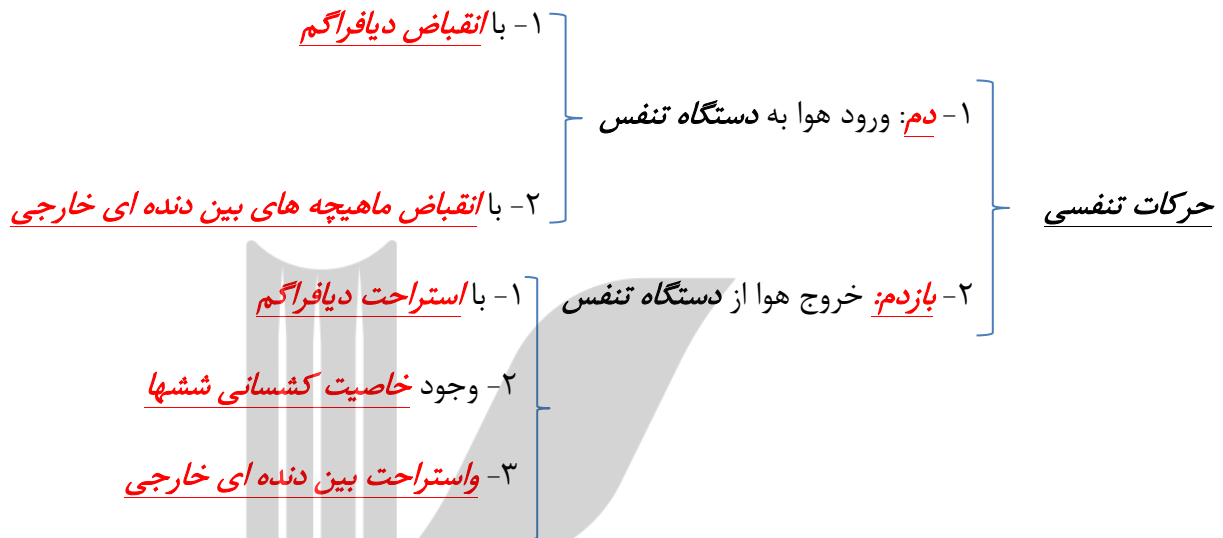 حرکات تنفسی
۱- دم: ورود هوا به دستگاه تنفس
۱- با انقباض دیافراگم
۲- با انقباض ماهیچه های بین دنده ای خارجی
۲- بازدم: خروج هوا از دستگاه تنفس
۱- با استراحت دیافراگم
۲- وجود خاصیت کشسانی ششها
۳- واستراحت بین دنده ای خارجی